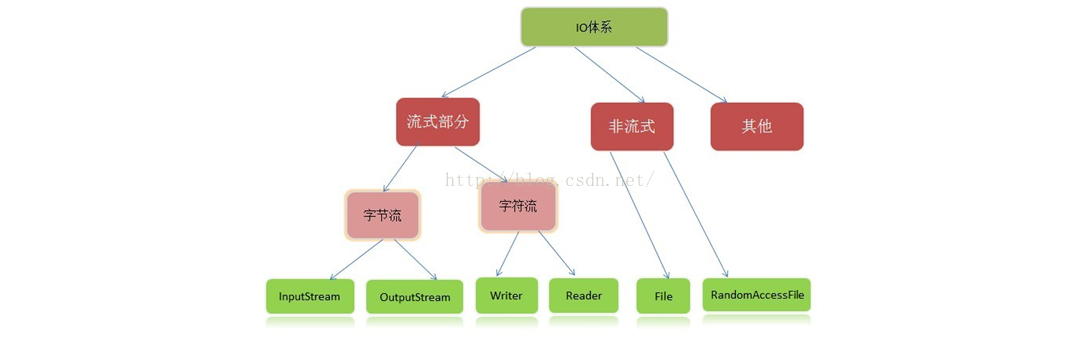 IO体系
流式部分
非流式
其他
http://blog.csdn.net/
字节流
字符流
InputStream
OutputStream
Writer
Reader
File
RandomAccessFile